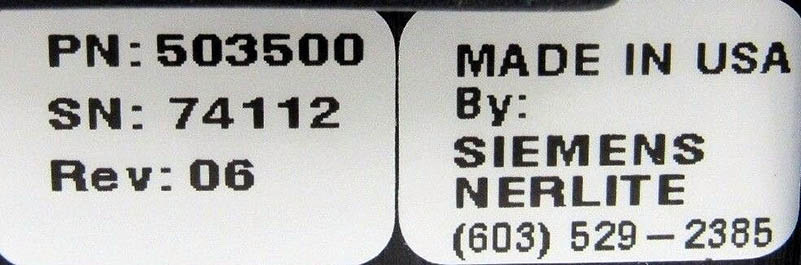 PN: 503500
SN: 74112
Rev: 06
MADE IN USA
By:
SIEMENS
NERLITE
(603) 529-2385